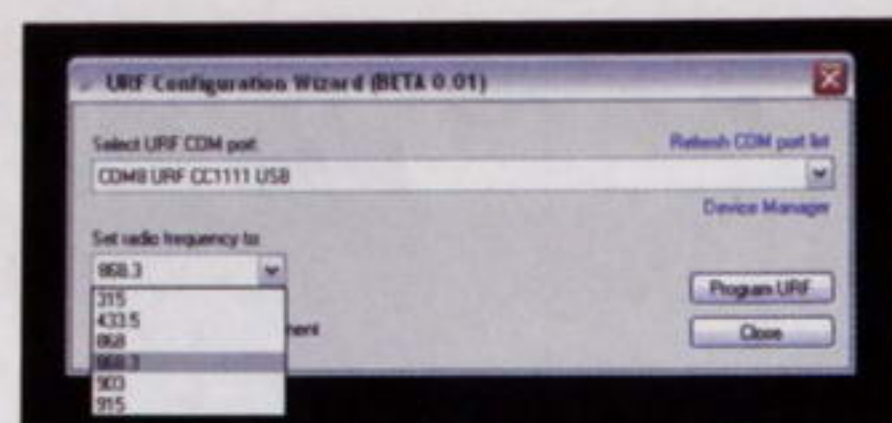 URF Configuration Wizard (BETA 0.01)
Select URF COM port
Refresh COM port list
COM8 URF CC1111 USB
Device Manager
Set radio frequency to
868.3
315
433.5
868
868.3
903
915
ment
Program URF
Close